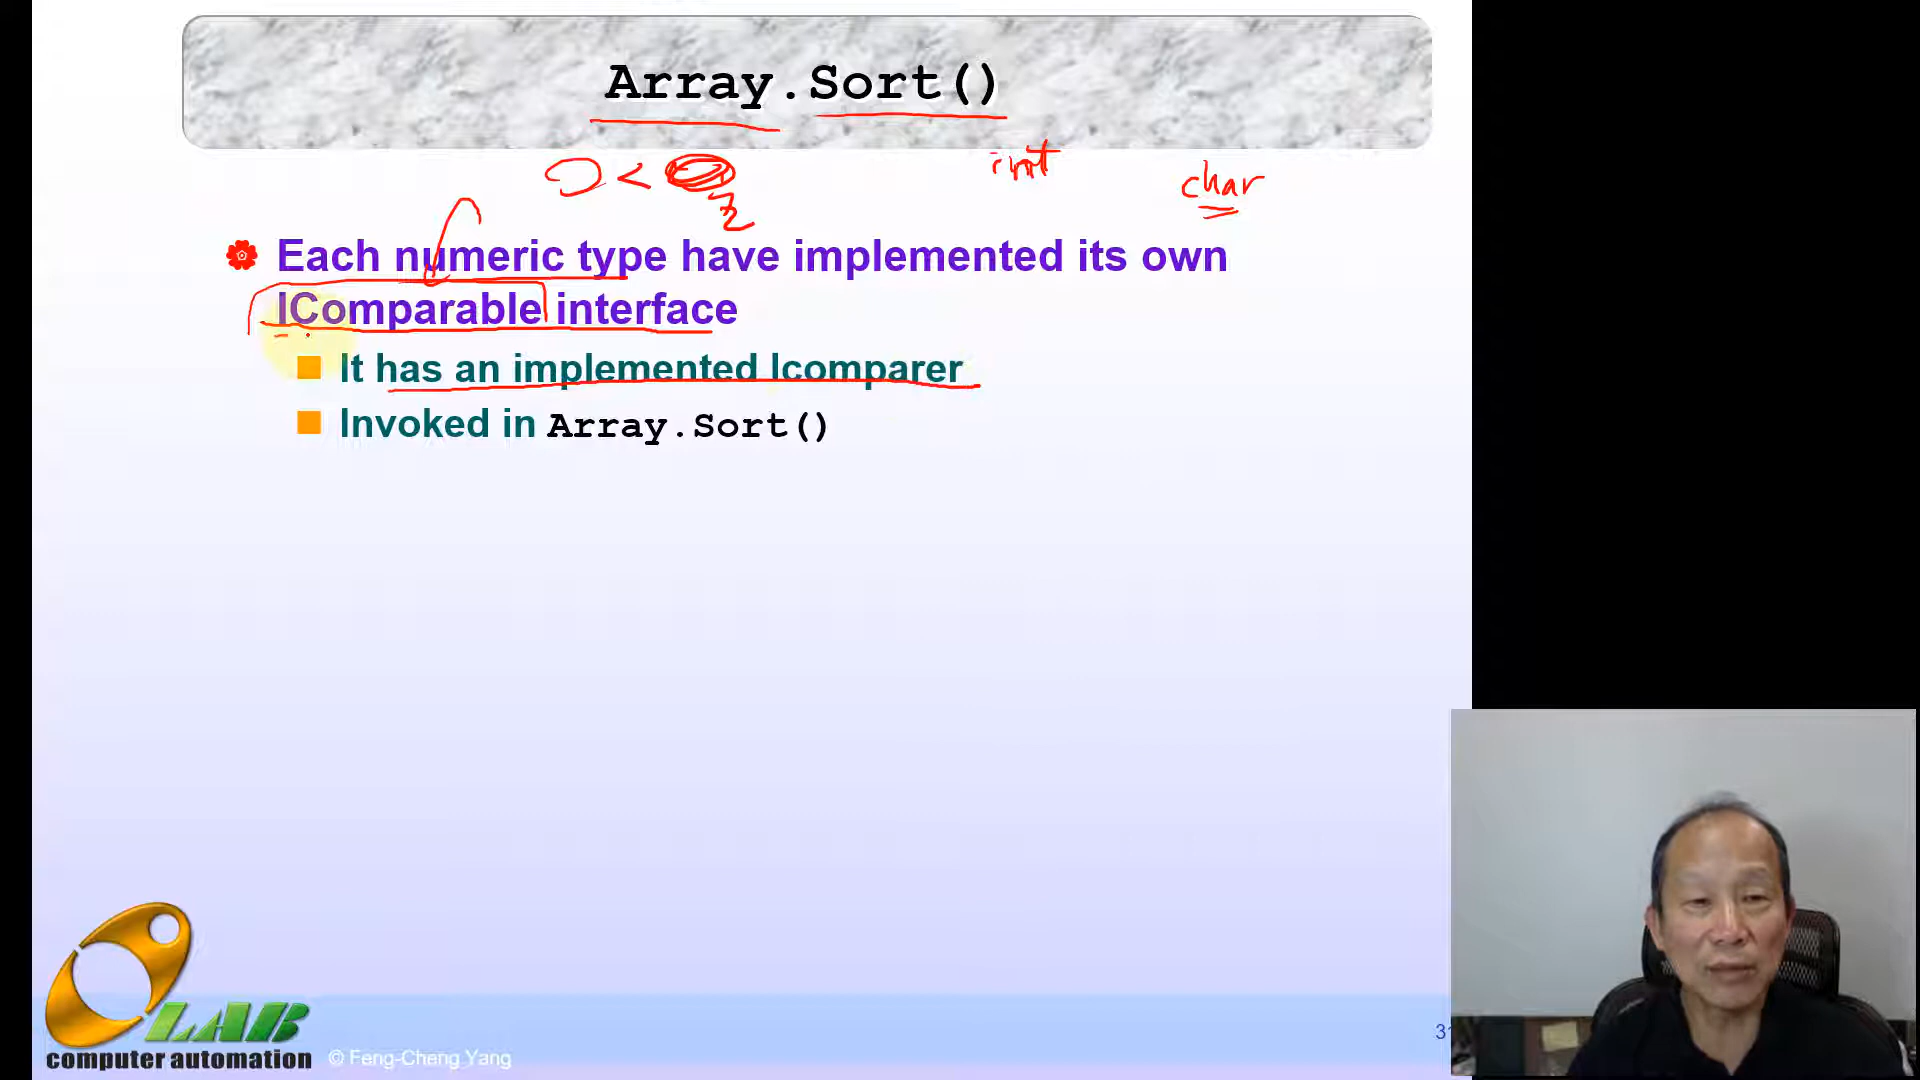 Array.Sort()
int
char
<
Each numeric type have implemented its own
IComparable interface
It has an implemented Icomparer
Invoked in Array.Sort()
LAB
computer automation
© Feng-Cheng Yang